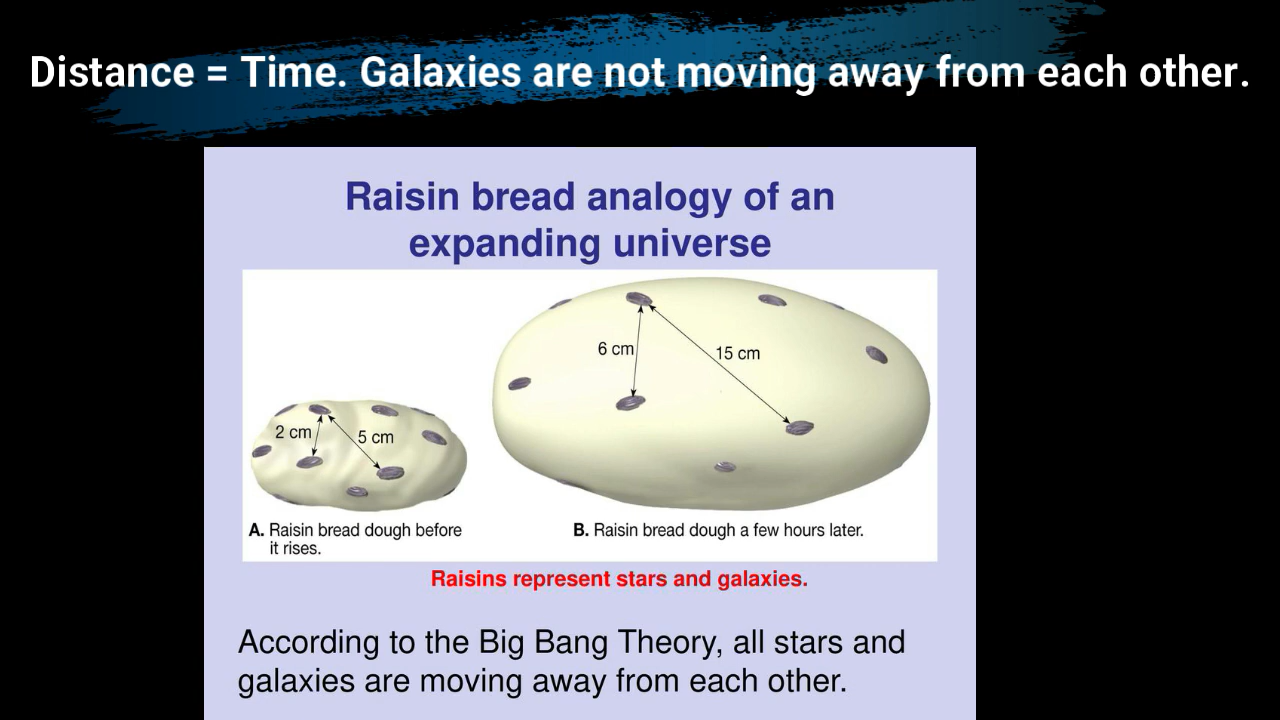 Distance = Time. Galaxies are not moving away from each other.
Raisin bread analogy of an
expanding universe
2 cm
5 cm
6 cm
15 cm
A. Raisin bread dough before
it rises.
B. Raisin bread dough a few hours later.
Raisins represent stars and galaxies.
According to the Big Bang Theory, all stars and
galaxies are moving away from each other.